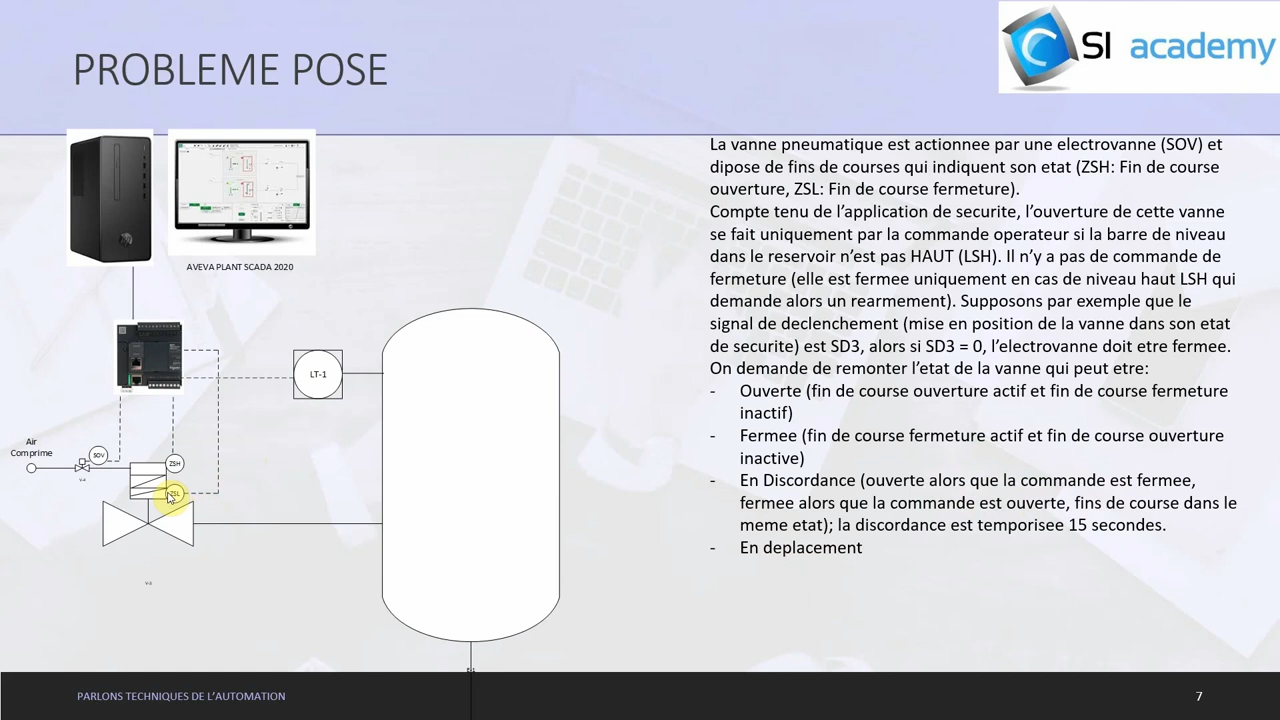 PROBLEME POSE
SI academy
AVEVA PLANT SCADA 2020
LT-1
Air
Comprime
SOV
V-4
ZSH
ZSL
V-3
La vanne pneumatique est actionnee par une electrovanne (SOV) et
dipose de fins de courses qui indiquent son etat (ZSH: Fin de course
ouverture, ZSL: Fin de course fermeture).
Compte tenu de l'application de securite, l'ouverture de cette vanne
se fait uniquement par la commande operateur si la barre de niveau
dans le reservoir n'est pas HAUT (LSH). Il n'y a pas de commande de
fermeture (elle est fermee uniquement en cas de niveau haut LSH qui
demande alors un rearmement). Supposons par exemple que le
signal de declenchement (mise en position de la vanne dans son etat
de securite) est SD3, alors si SD3 = 0, l'electrovanne doit etre fermee.
On demande de remonter l'etat de la vanne qui peut etre:
- Ouverte (fin de course ouverture actif et fin de course fermeture
inactif)
- Fermee (fin de course fermeture actif et fin de course ouverture
inactive)
- En Discordance (ouverte alors que la commande est fermee,
fermee alors que la commande est ouverte, fins de course dans le
meme etat); la discordance est temporisee 15 secondes.
- En deplacement
PARLONS TECHNIQUES DE L'AUTOMATION
7